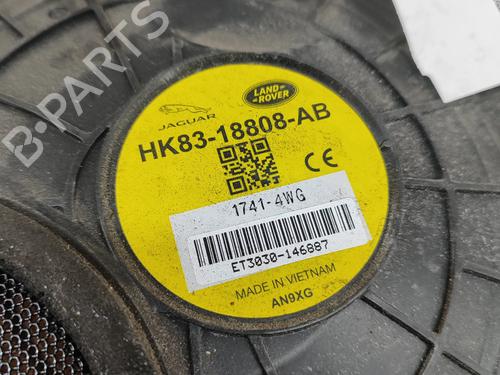 B-PARTS
JAGUAR
LAND
ROVER
HK83-18808-AB
CE
1741-4WG
ET3030-146887
MADE IN VIETNAM
AN9XG